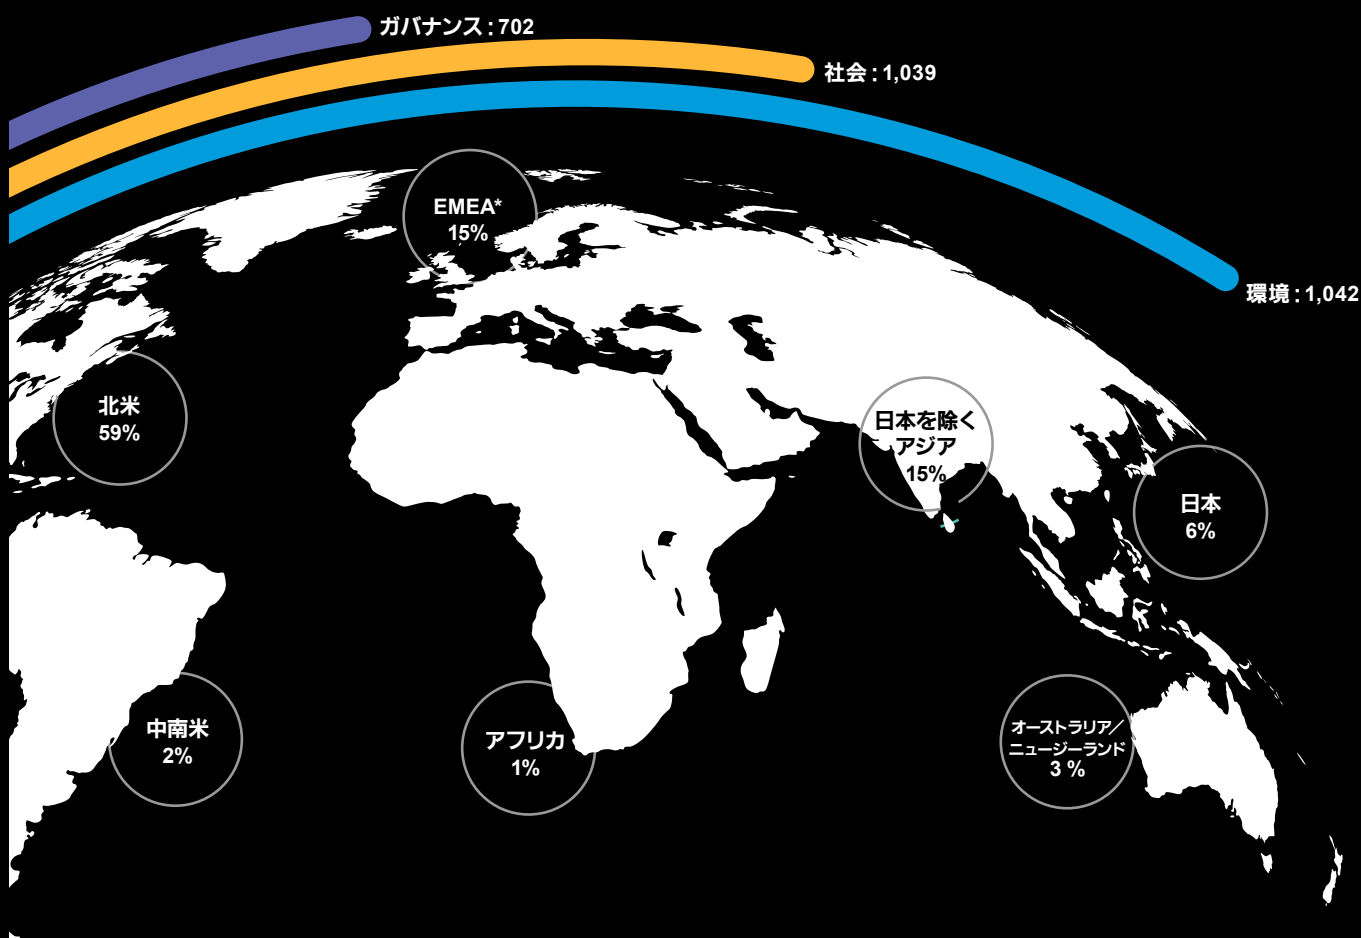 ガバナンス : 702
社会 : 1,039
環境 : 1,042
EMEA*
15%
北米
59%
日本を除く
アジア
15%
日本
6%
中南米
2%
アフリカ
1%
オーストラリア／
ニュージーランド
3 %